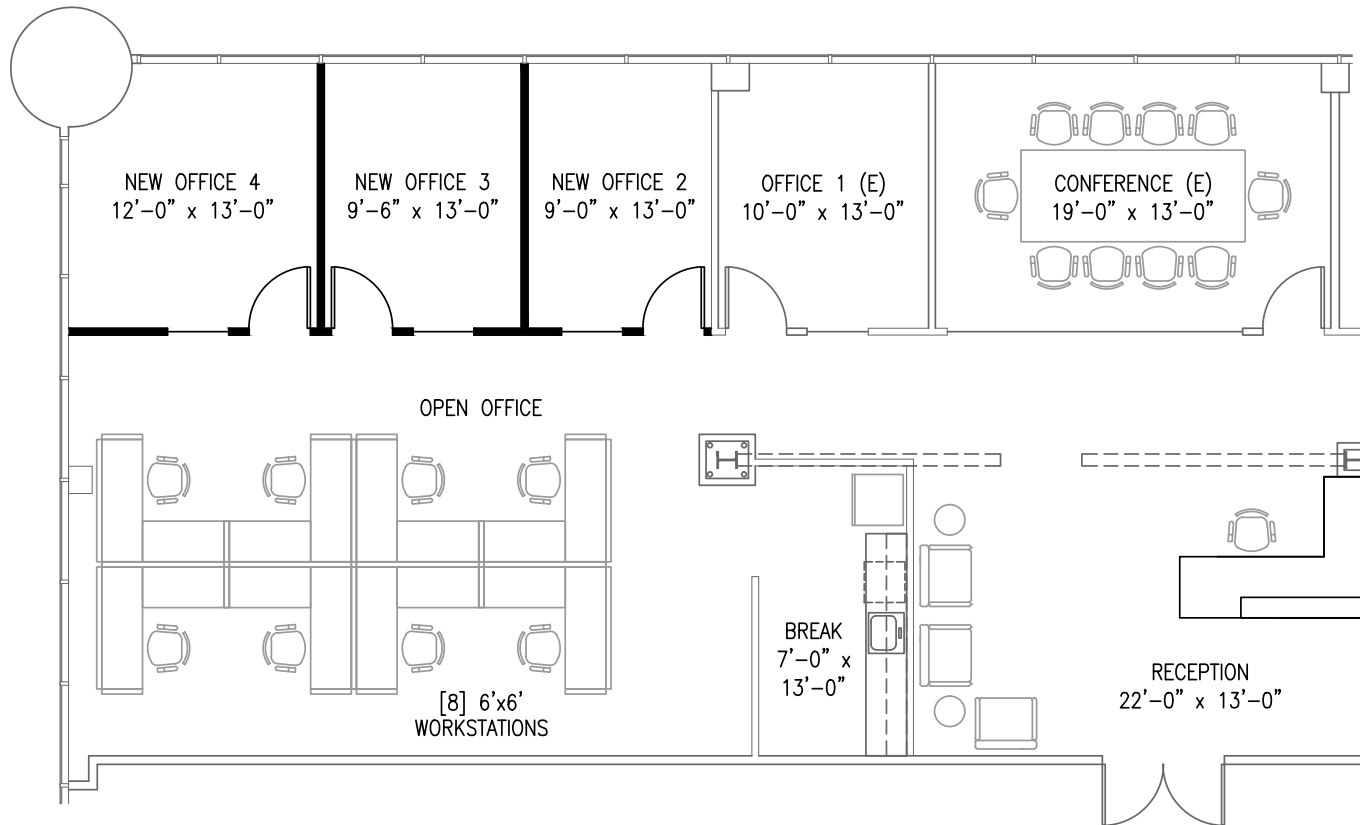 NEW OFFICE 4
12'-0" x 13'-0"
NEW OFFICE 3
9'-6" x 13'-0"
NEW OFFICE 2
9'-0" x 13'-0"
OFFICE 1 (E)
10'-0" x 13'-0"
CONFERENCE (E)
19'-0" x 13'-0"
OPEN OFFICE
[8] 6'x6'
WORKSTATIONS
BREAK
7'-0" x
13'-0"
RECEPTION
22'-0" x 13'-0"